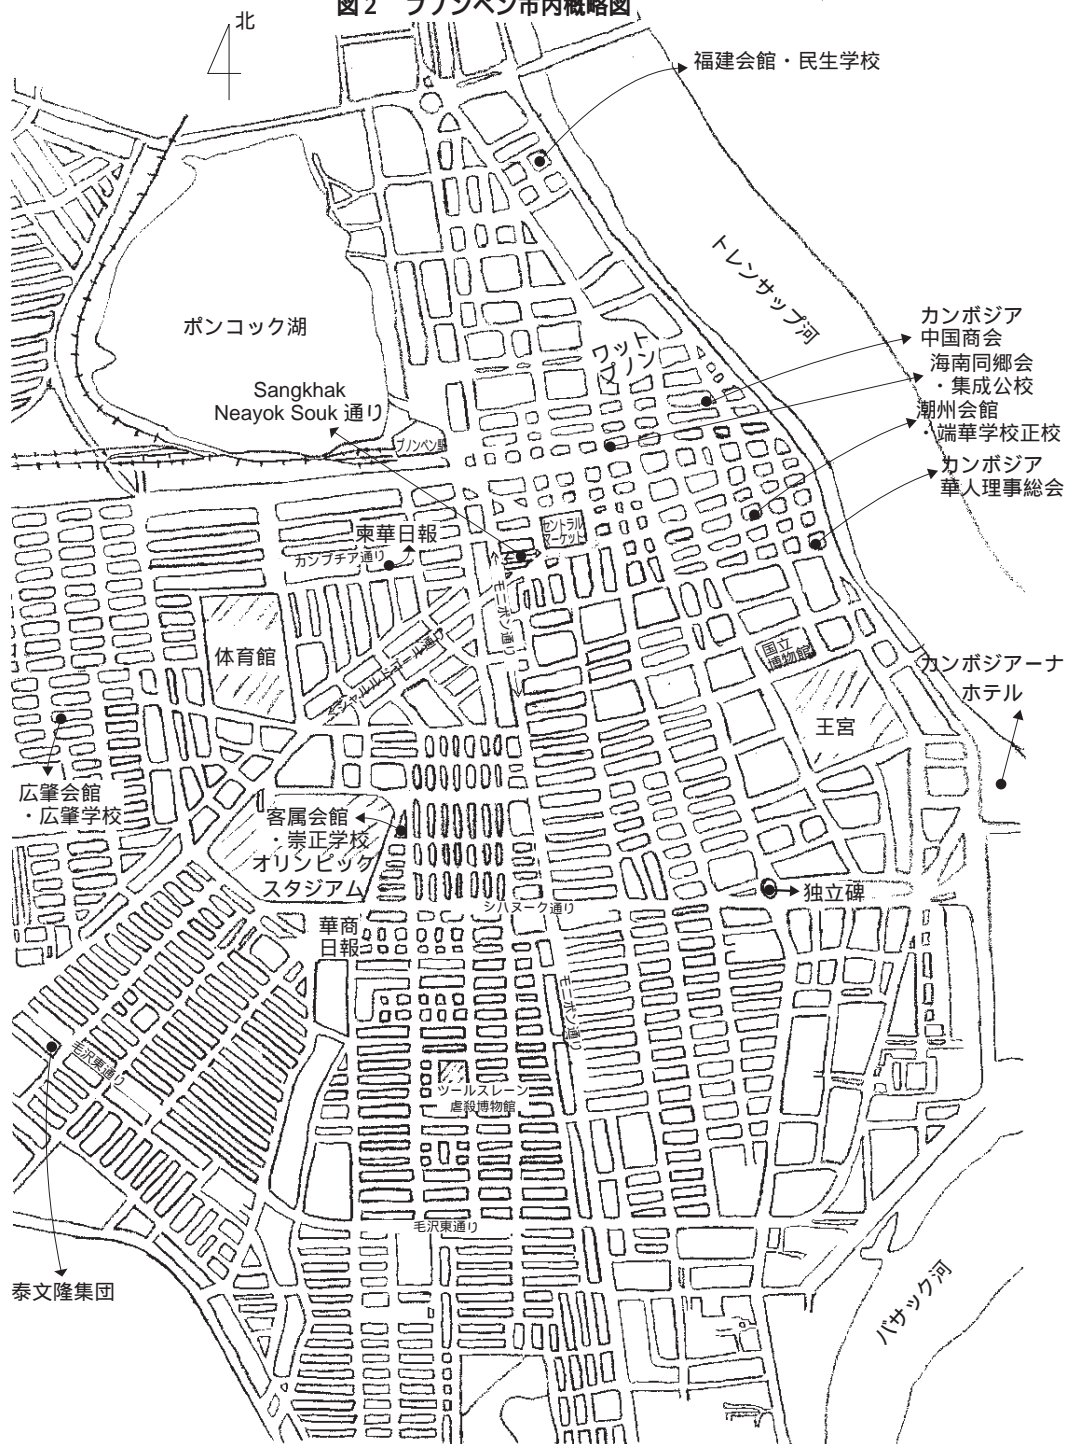 図2 プノンペン市内概略図
北
福建会館・民生学校
トレンサップ河
ポンコック湖
カンボジア
中国商会
ワット
プノン
海南同郷会
・集成公校
Sangkhak
Neayok Souk 通り
潮州会館
・端華学校正校
プノンペン駅
カンボジア
華人理事総会
セントラル
マーケット
柬華日報
カンプチア通り
モニボン通り
体育館
シャルルドゴール通り
国立
博物館
カンボジアーナ
ホテル
王宮
広肇会館
・広肇学校
客属会館
・崇正学校
オリンピック
スタジアム
独立碑
シハヌーク通り
華商
日報
モニボン通り
毛沢東通り
ツールスレーン
虐殺博物館
毛沢東通り
泰文隆集団
バサック河